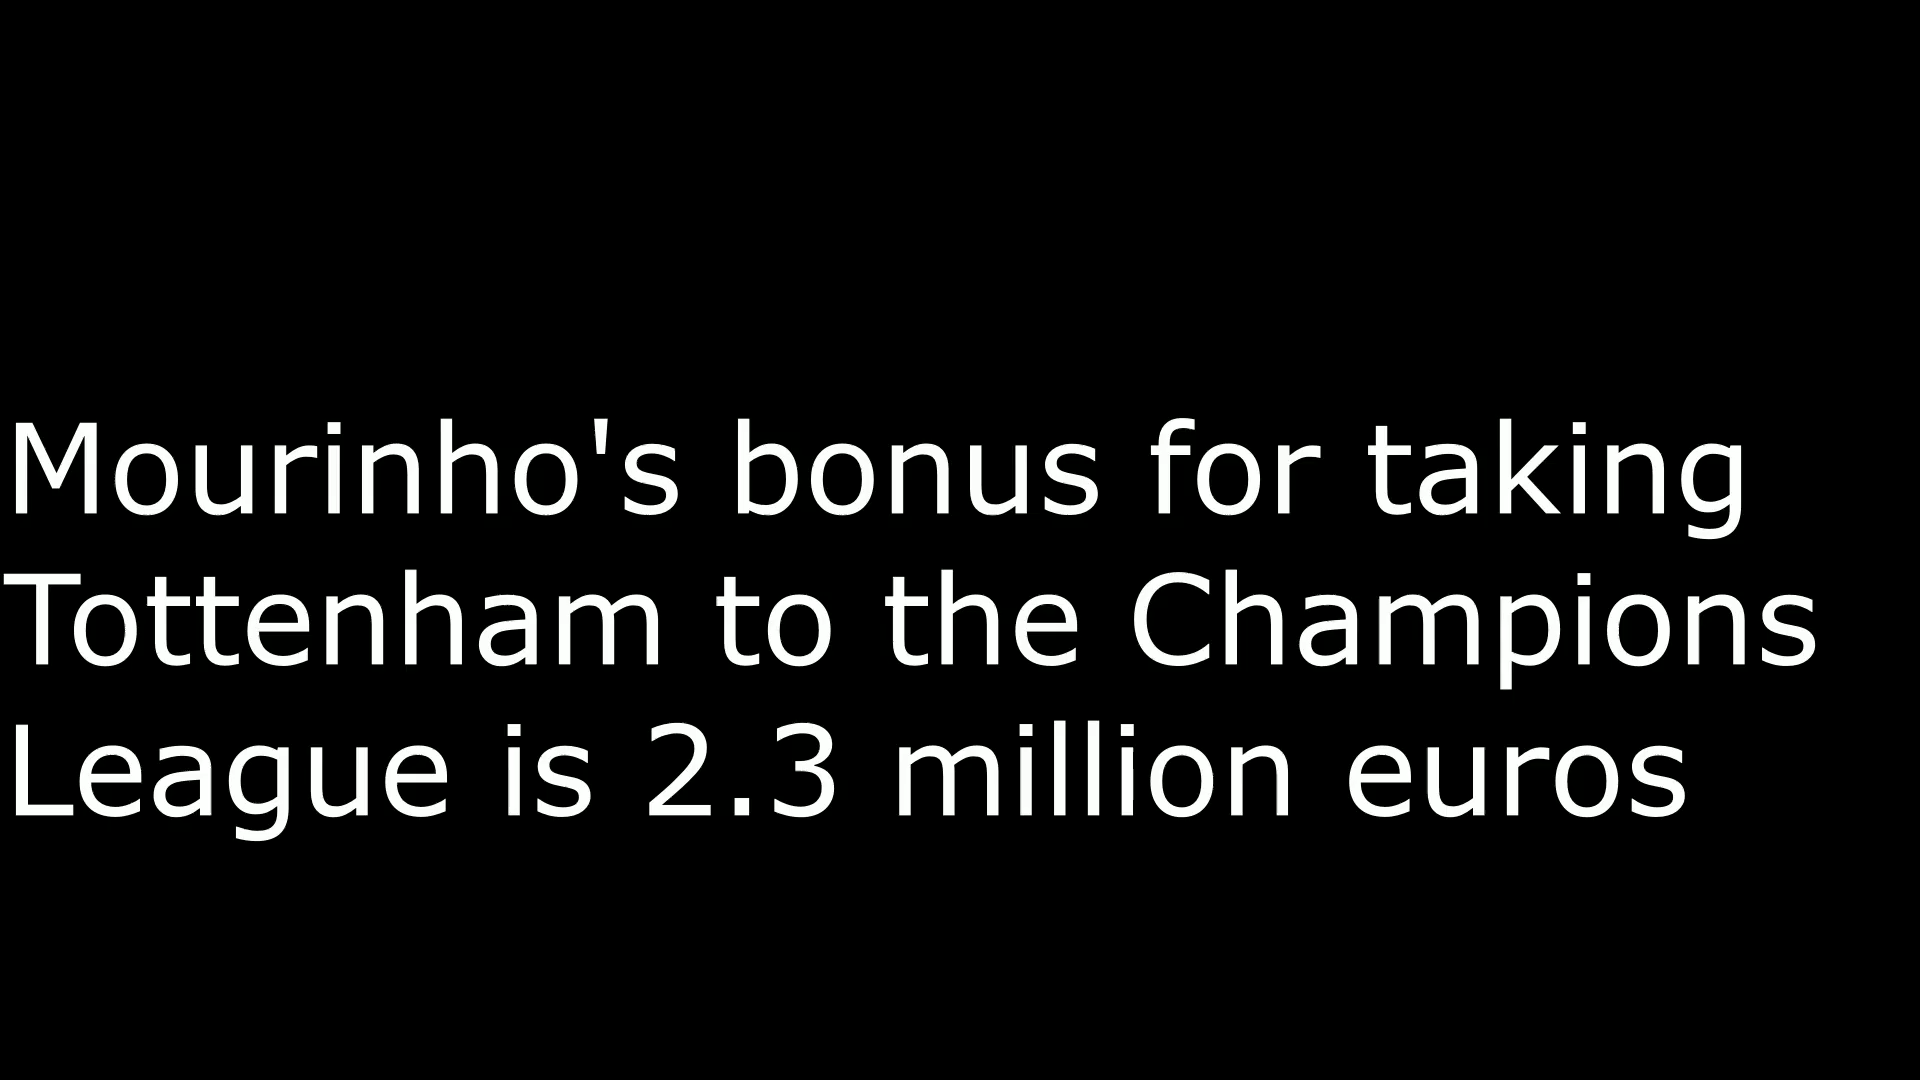 Mourinho's bonus for taking
Tottenham to the Champions
League is 2.3 million euros